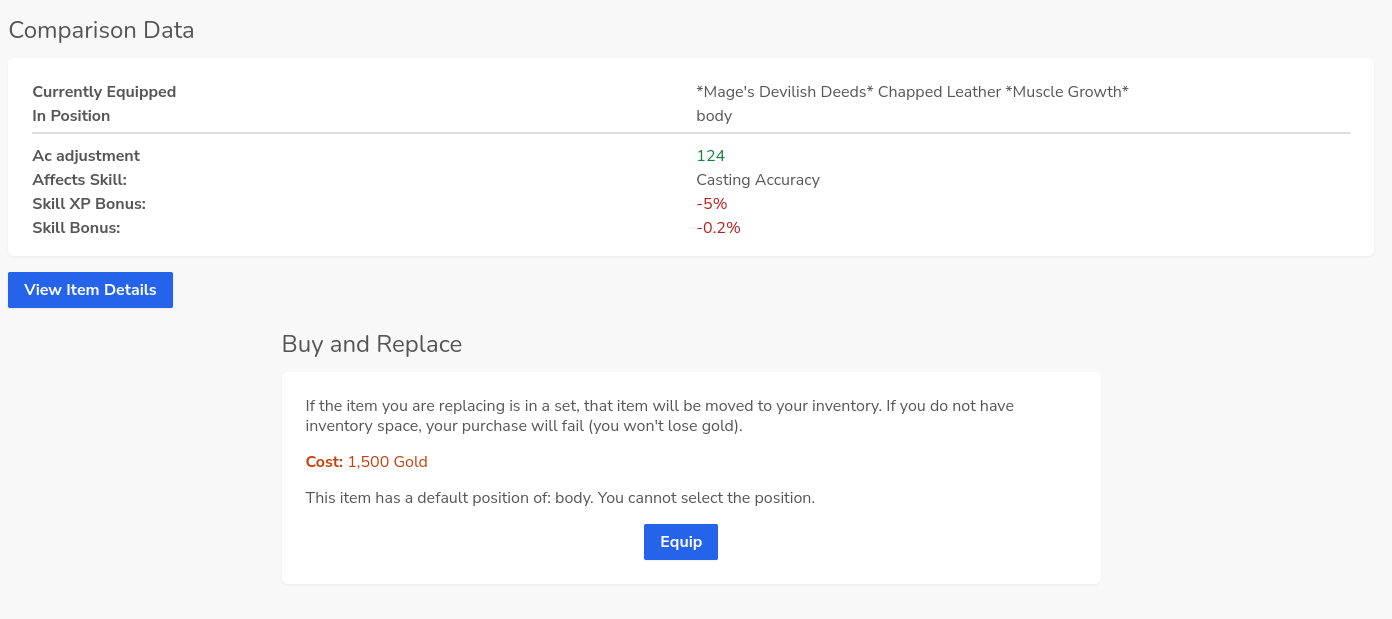 Comparison Data
Currently Equipped *Mage's Devilish Deeds* Chapped Leather *Muscle Growth*
In Position body
Ac adjustment 124
Affects Skill: Casting Accuracy
Skill XP Bonus: -5%
Skill Bonus: -0.2%
View Item Details
Buy and Replace
If the item you are replacing is in a set, that item will be moved to your inventory. If you do not have
inventory space, your purchase will fail (you won't lose gold).
Cost: 1,500 Gold
This item has a default position of: body. You cannot select the position.
Equip